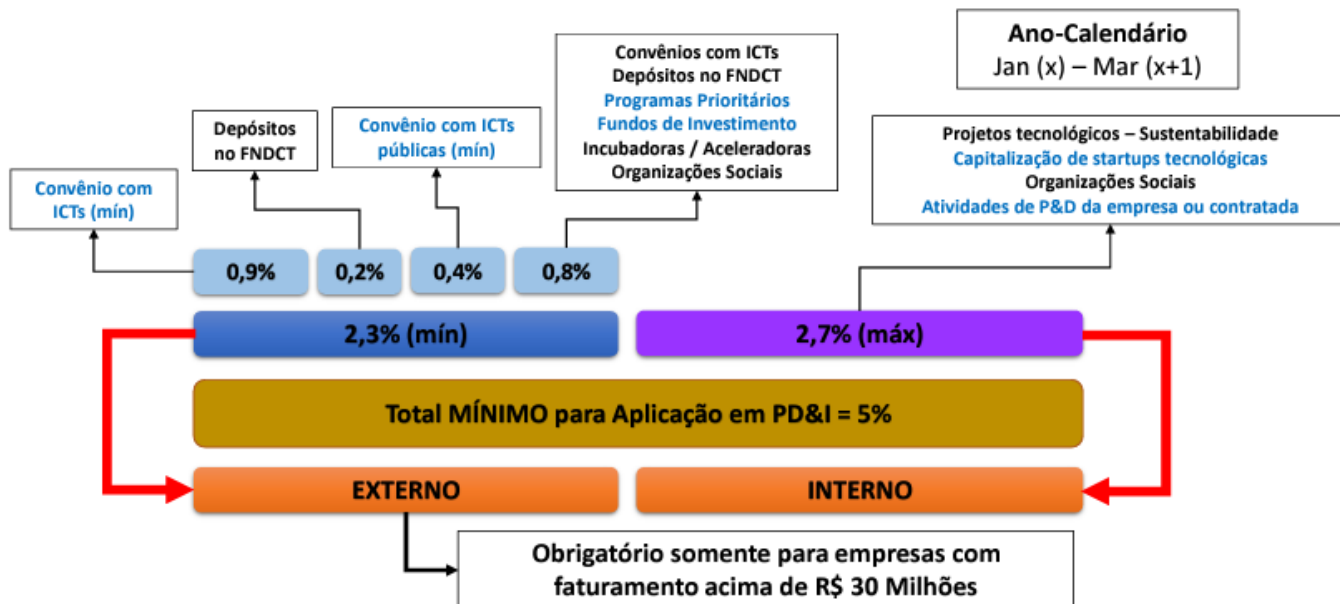 Ano-Calendário
Jan (x) – Mar (x+1)
Convênios com ICTs
Depósitos no FNDCT
Programas Prioritários
Fundos de Investimento
Incubadoras / Aceleradoras
Organizações Sociais
Depósitos
no FNDCT
Convênio com ICTs
públicas (mín)
Projetos tecnológicos – Sustentabilidade
Capitalização de startups tecnológicas
Organizações Sociais
Atividades de P&D da empresa ou contratada
Convênio com
ICTs (mín)
0,9%
0,2%
0,4%
0,8%
2,3% (mín)
2,7% (máx)
Total MÍNIMO para Aplicação em PD&I = 5%
EXTERNO
INTERNO
Obrigatório somente para empresas com
faturamento acima de R$ 30 Milhões